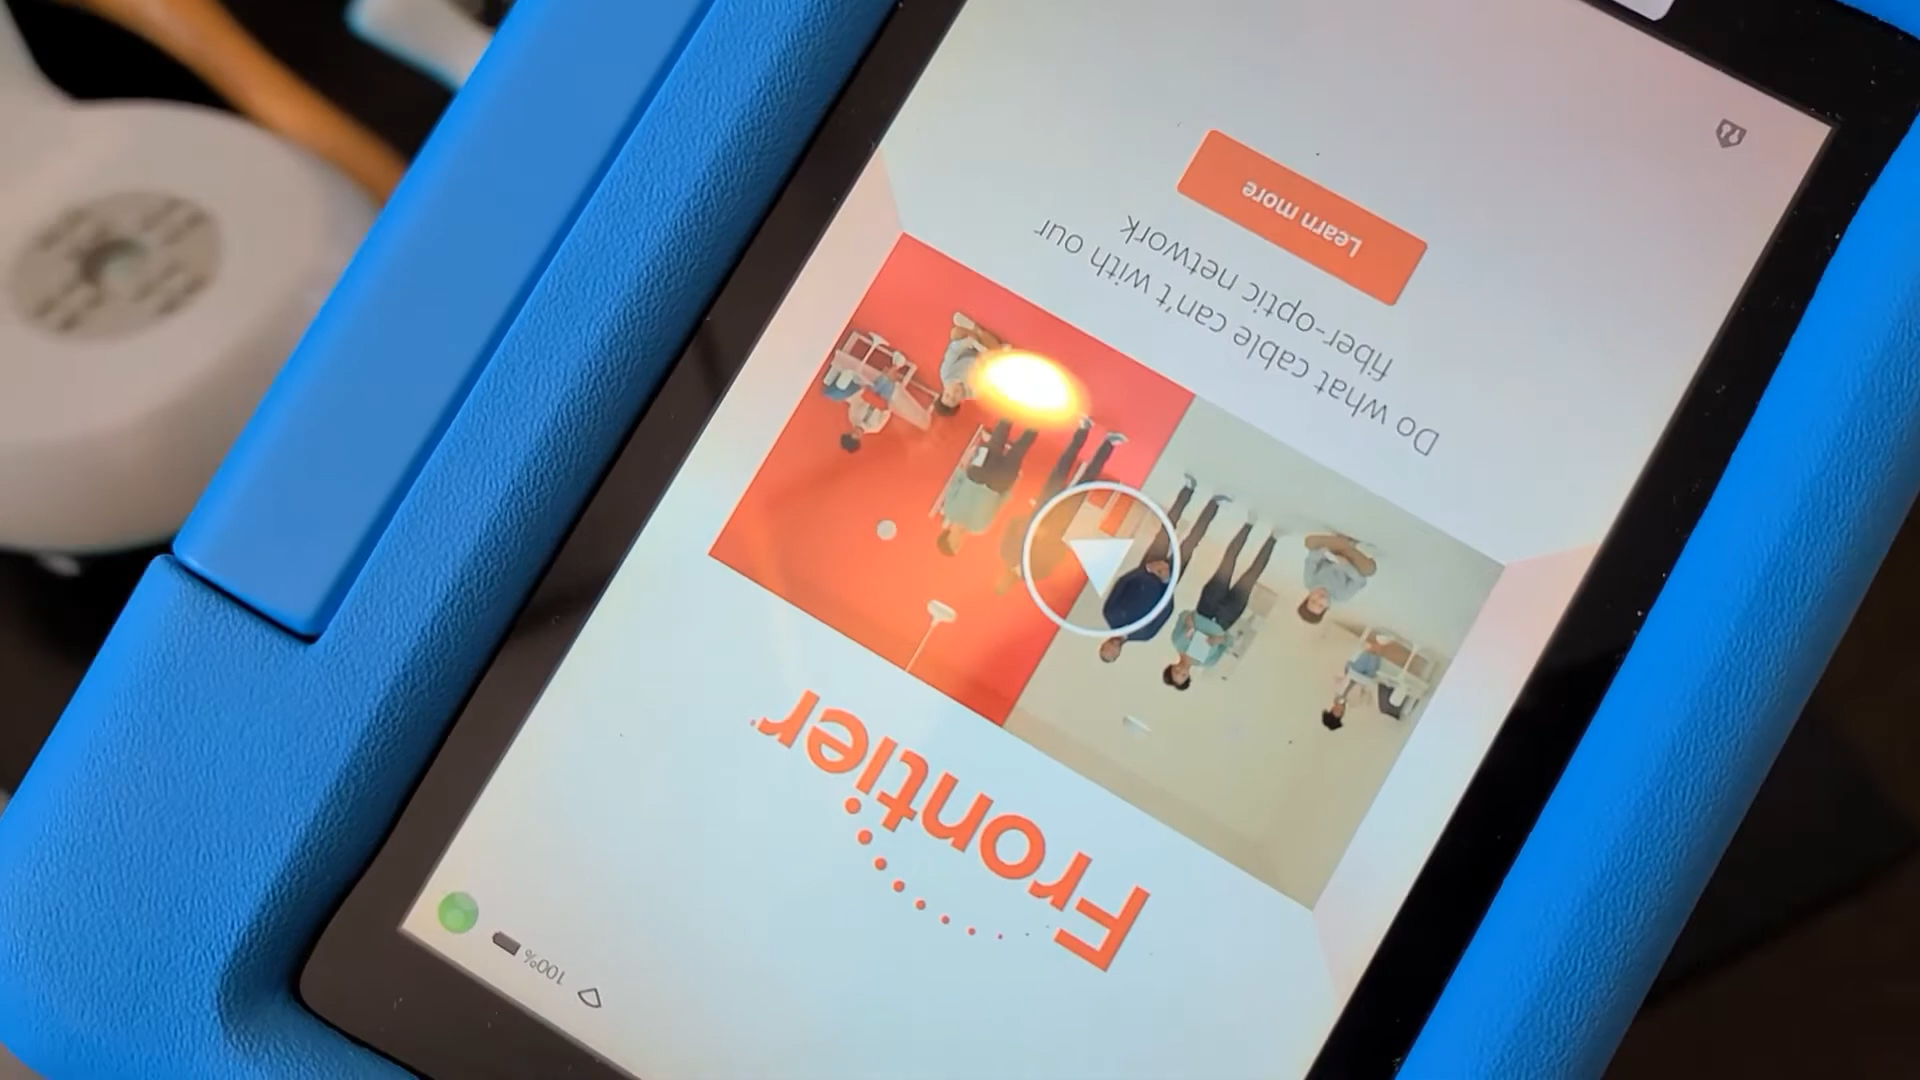 100%
Frontier
Do what cable can't with our
fiber-optic network
Learn more